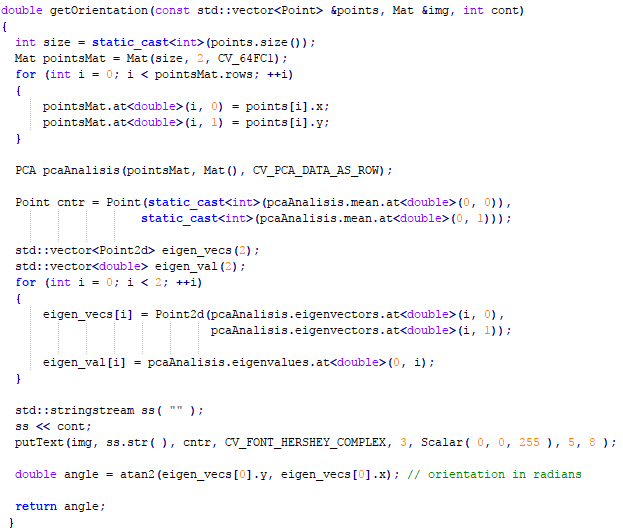 double getOrientation(const std::vector<Point> &points, Mat &img, int cont)
{
int size = static_cast<int>(points.size());
Mat pointsMat = Mat(size, 2, CV_64FC1);
for (int i = 0; i < pointsMat.rows; ++i)
{
pointsMat.at<double>(i, 0) = points[i].x;
pointsMat.at<double>(i, 1) = points[i].y;
}
PCA pcaAnalisis(pointsMat, Mat(), CV_PCA_DATA_AS_ROW);
Point cntr = Point(static_cast<int>(pcaAnalisis.mean.at<double>(0, 0)),
static_cast<int>(pcaAnalisis.mean.at<double>(0, 1)));
std::vector<Point2d> eigen_vecs(2);
std::vector<double> eigen_val(2);
for (int i = 0; i < 2; ++i)
{
eigen_vecs[i] = Point2d(pcaAnalisis.eigenvectors.at<double>(i, 0),
pcaAnalisis.eigenvectors.at<double>(i, 1));
eigen_val[i] = pcaAnalisis.eigenvalues.at<double>(0, i);
}
std::stringstream ss( "" );
ss << cont;
putText(img, ss.str( ), cntr, CV_FONT_HERSHEY_COMPLEX, 3, Scalar( 0, 0, 255 ), 5, 8 );
double angle = atan2(eigen_vecs[0].y, eigen_vecs[0].x); // orientation in radians
return angle;
}